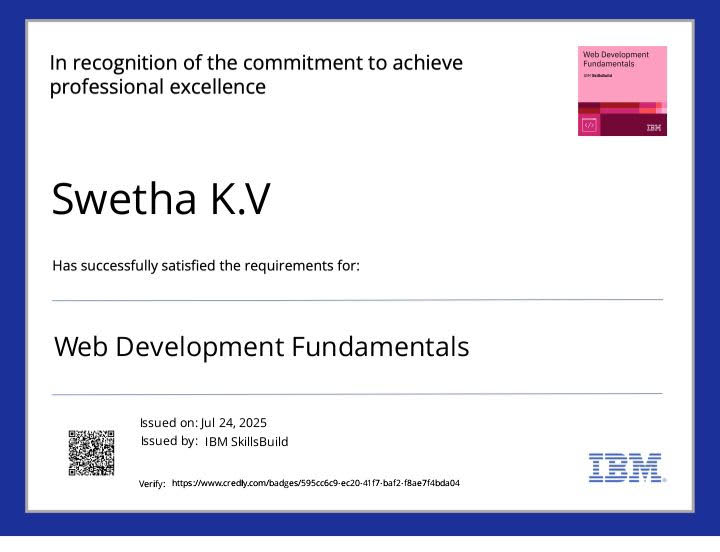 In recognition of the commitment to achieve
professional excellence
Web Development
Fundamentals
IBM SkillsBuild
</>
IBM
Swetha K.V
Has successfully satisfied the requirements for:
Web Development Fundamentals
Issued on: Jul 24, 2025
Issued by: IBM SkillsBuild
Verify: https://www.credly.com/badges/595cc6c9-ec20-41f7-baf2-f8ae7f4bda04
IBM®